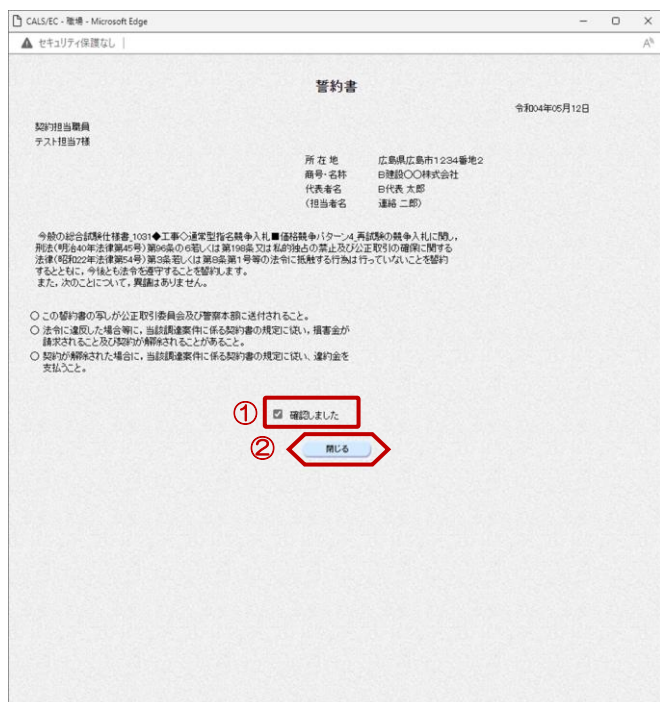 CALS/EC - 職場 - Microsoft Edge
セキュリティ保護なし
誓約書
令和04年05月12日
契約担当職員
テスト担当7様
所 在 地 広島県広島市1234番地2
商号・名称 B建設〇〇株式会社
代表者名 B代表 太郎
(担当者名 連絡 二郎)
今般の総合試験仕様書_1031◆工事◇通常型指名競争入札■価格競争パターン4_再試験の競争入札に関し,
刑法(明治40年法律第45号)第96条の6若しくは第198条又は私的独占の禁止及び公正取引の確保に関する
法律(昭和22年法律第54号)第3条若しくは第8条第1号等の法令に抵触する行為は行っていないことを誓約
するとともに, 今後とも法令を遵守することを誓約します。
また, 次のことについて, 異議はありません。
〇 この誓約書の写しが公正取引委員会及び警察本部に送付されること。
〇 法令に違反した場合等に, 当該調達案件に係る契約書の規定に従い, 損害金が
請求されること及び契約が解除されることがあること。
〇 契約が解除された場合に, 当該調達案件に係る契約書の規定に従い、違約金を
支払うこと。
① 確認しました
② 閉じる